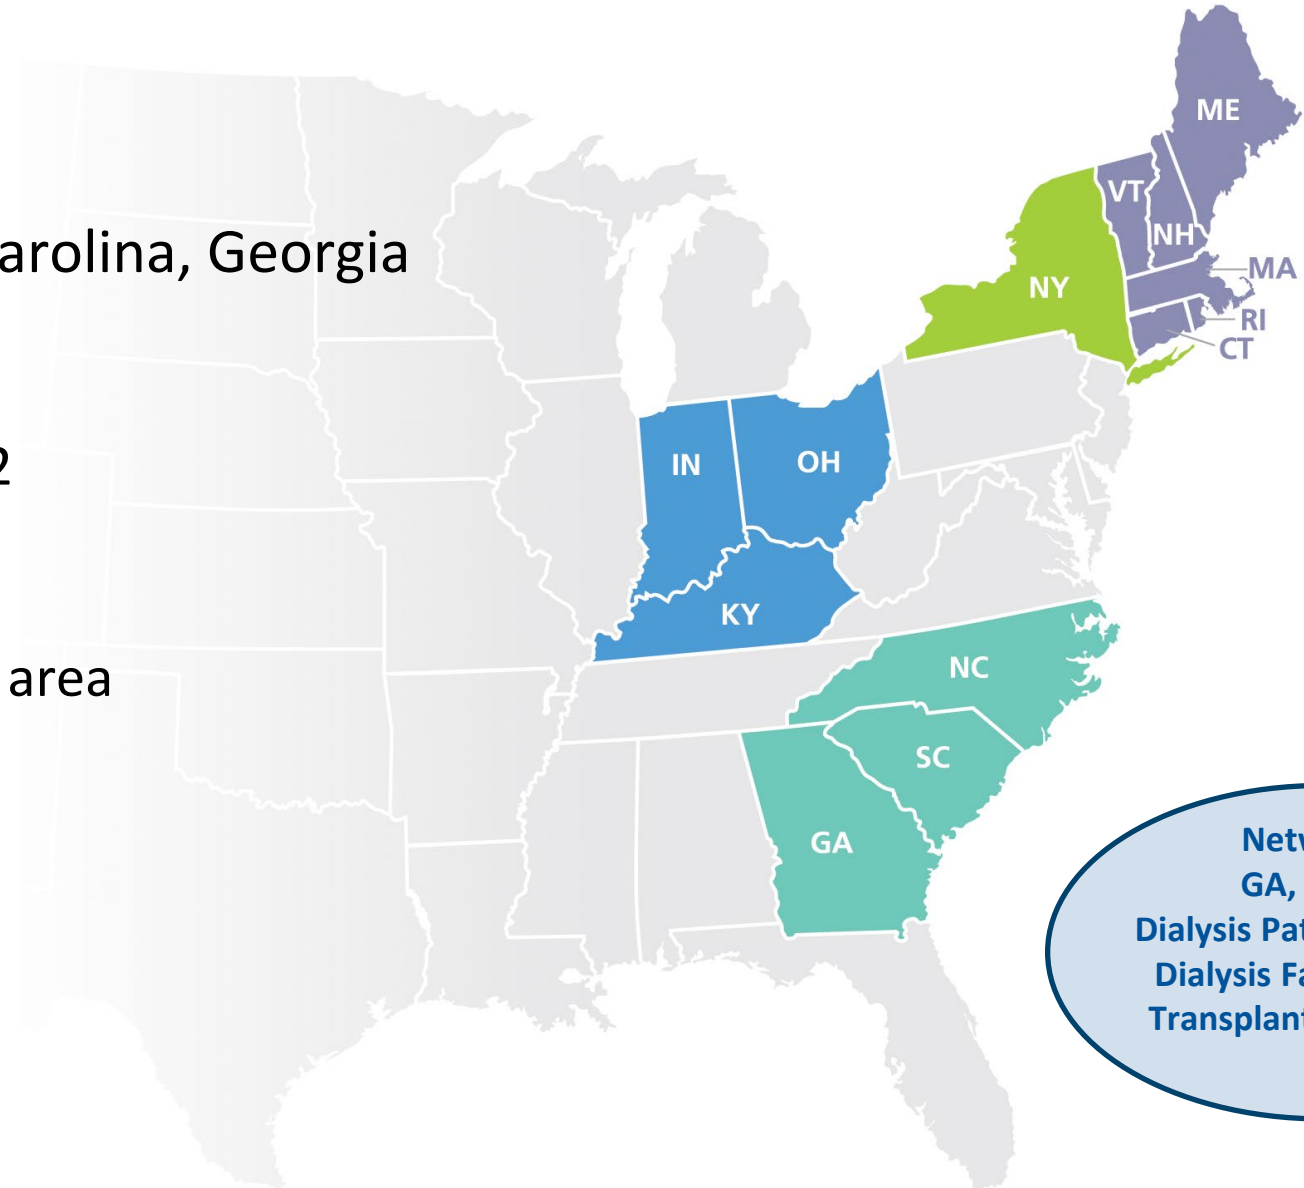 arolina, Georgia
2
area
ME
VT
NH
NY
MA
RI
CT
IN
OH
KY
NC
SC
GA
Netw
GA,
Dialysis Pat
Dialysis Fa
Transplant